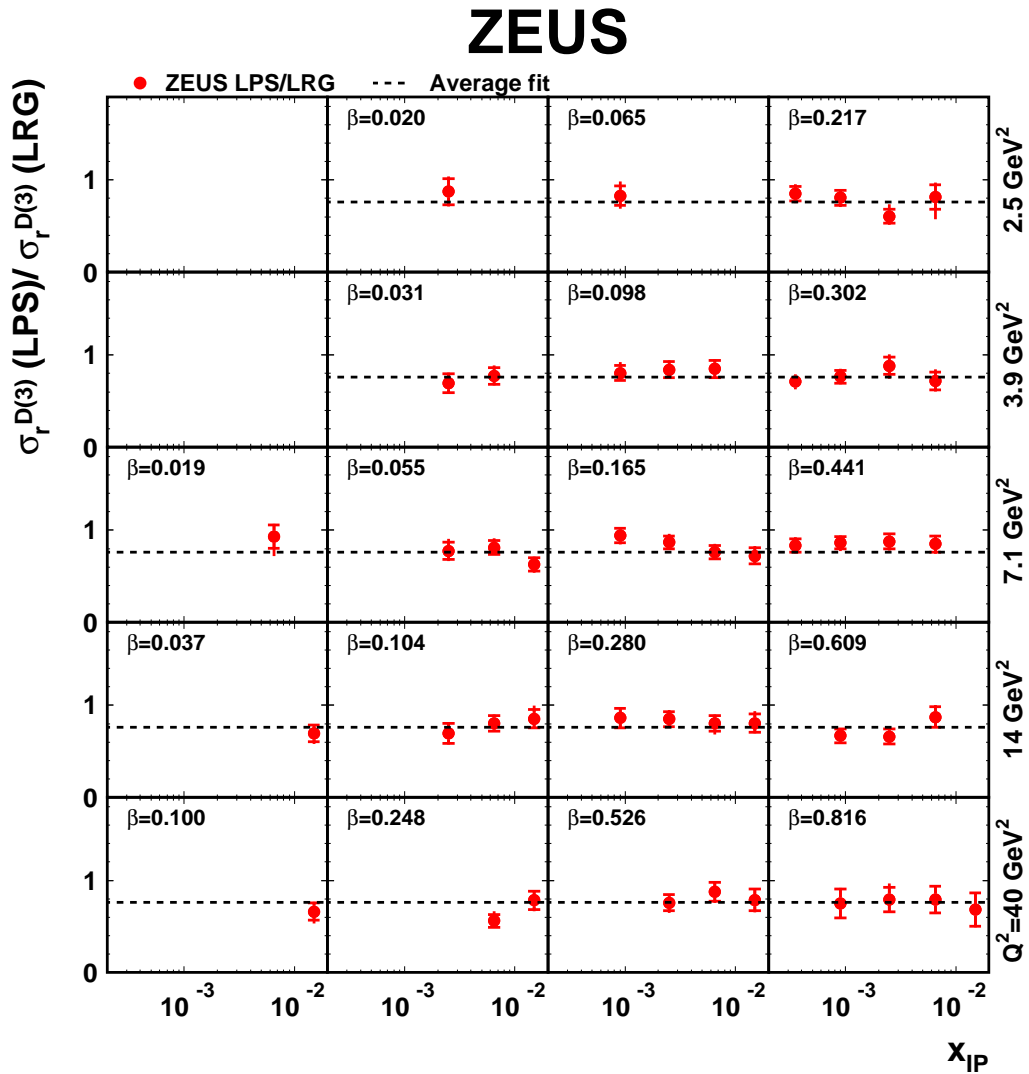 ZEUS
ZEUS LPS/LRG Average fit
σ_r^D(3) (LPS)/ σ_r^D(3) (LRG)
β=0.020 β=0.065 β=0.217
1
0
2.5 GeV²
β=0.031 β=0.098 β=0.302
1
0
3.9 GeV²
β=0.019 β=0.055 β=0.165 β=0.441
1
0
7.1 GeV²
β=0.037 β=0.104 β=0.280 β=0.609
1
0
14 GeV²
β=0.100 β=0.248 β=0.526 β=0.816
1
0
Q²=40 GeV²
10⁻³ 10⁻² 10⁻³ 10⁻² 10⁻³ 10⁻² 10⁻³ 10⁻²
x_IP